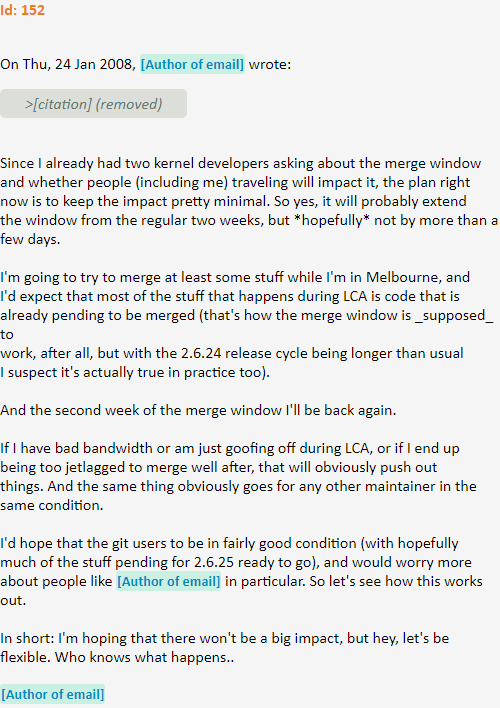 Id: 152
On Thu, 24 Jan 2008, [Author of email] wrote:
>[citation] (removed)
Since I already had two kernel developers asking about the merge window
and whether people (including me) traveling will impact it, the plan right
now is to keep the impact pretty minimal. So yes, it will probably extend
the window from the regular two weeks, but *hopefully* not by more than a
few days.
I'm going to try to merge at least some stuff while I'm in Melbourne, and
I'd expect that most of the stuff that happens during LCA is code that is
already pending to be merged (that's how the merge window is _supposed_
to
work, after all, but with the 2.6.24 release cycle being longer than usual
I suspect it's actually true in practice too).
And the second week of the merge window I'll be back again.
If I have bad bandwidth or am just goofing off during LCA, or if I end up
being too jetlagged to merge well after, that will obviously push out
things. And the same thing obviously goes for any other maintainer in the
same condition.
I'd hope that the git users to be in fairly good condition (with hopefully
much of the stuff pending for 2.6.25 ready to go), and would worry more
about people like [Author of email] in particular. So let's see how this works
out.
In short: I'm hoping that there won't be a big impact, but hey, let's be
flexible. Who knows what happens..
[Author of email]